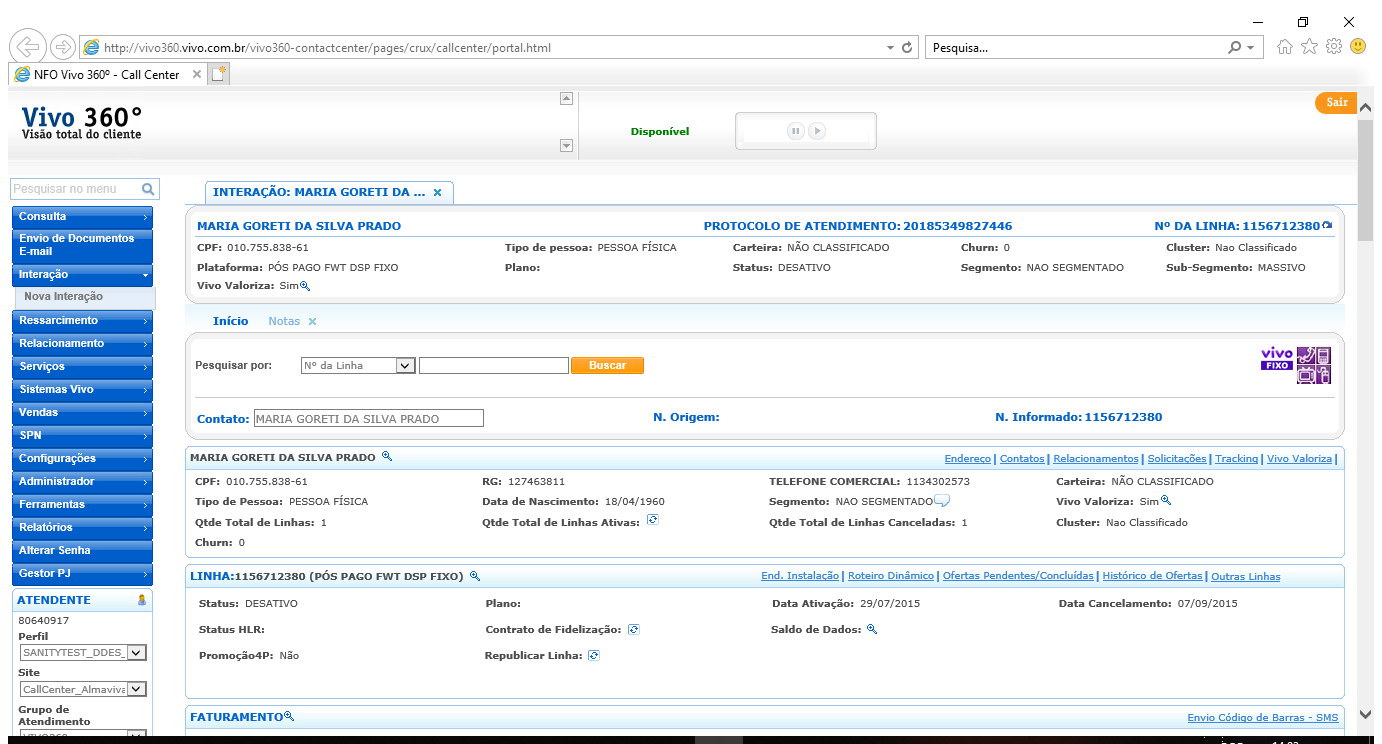 http://vivo360.vivo.com.br/vivo360-contactcenter/pages/crux/callcenter/portal.html
Pesquisa...
NFO Vivo 360º - Call Center
Vivo 360°
Visão total do cliente
Disponível
Sair
Pesquisar no menu
Consulta
Envio de Documentos
E-mail
Interação
Nova Interação
Ressarcimento
Relacionamento
Serviços
Sistemas Vivo
Vendas
SPN
Configurações
Administrador
Ferramentas
Relatórios
Alterar Senha
Gestor PJ
ATENDENTE
80640917
Perfil
SANITYTEST_DDES_
Site
CallCenter_Almaviva
Grupo de
Atendimento
INTERAÇÃO: MARIA GORETI DA ...
MARIA GORETI DA SILVA PRADO PROTOCOLO DE ATENDIMENTO: 20185349827446 Nº DA LINHA: 1156712380
CPF: 010.755.838-61 Tipo de pessoa: PESSOA FÍSICA Carteira: NÃO CLASSIFICADO Churn: 0 Cluster: Nao Classificado
Plataforma: PÓS PAGO FWT DSP FIXO Plano: Status: DESATIVO Segmento: NAO SEGMENTADO Sub-Segmento: MASSIVO
Vivo Valoriza: Sim
Início Notas
Pesquisar por: Nº da Linha Buscar
vivo
FIXO
Contato: MARIA GORETI DA SILVA PRADO N. Origem: N. Informado: 1156712380
MARIA GORETI DA SILVA PRADO Endereço | Contatos | Relacionamentos | Solicitações | Tracking | Vivo Valoriza |
CPF: 010.755.838-61 RG: 127463811 TELEFONE COMERCIAL: 1134302573 Carteira: NÃO CLASSIFICADO
Tipo de Pessoa: PESSOA FÍSICA Data de Nascimento: 18/04/1960 Segmento: NAO SEGMENTADO Vivo Valoriza: Sim
Qtde Total de Linhas: 1 Qtde Total de Linhas Ativas: Qtde Total de Linhas Canceladas: 1 Cluster: Nao Classificado
Churn: 0
LINHA:1156712380 (PÓS PAGO FWT DSP FIXO) End. Instalação | Roteiro Dinâmico | Ofertas Pendentes/Concluídas | Histórico de Ofertas | Outras Linhas
Status: DESATIVO Plano: Data Ativação: 29/07/2015 Data Cancelamento: 07/09/2015
Status HLR: Contrato de Fidelização: Saldo de Dados:
Promoção4P: Não Republicar Linha:
FATURAMENTO Envio Código de Barras - SMS